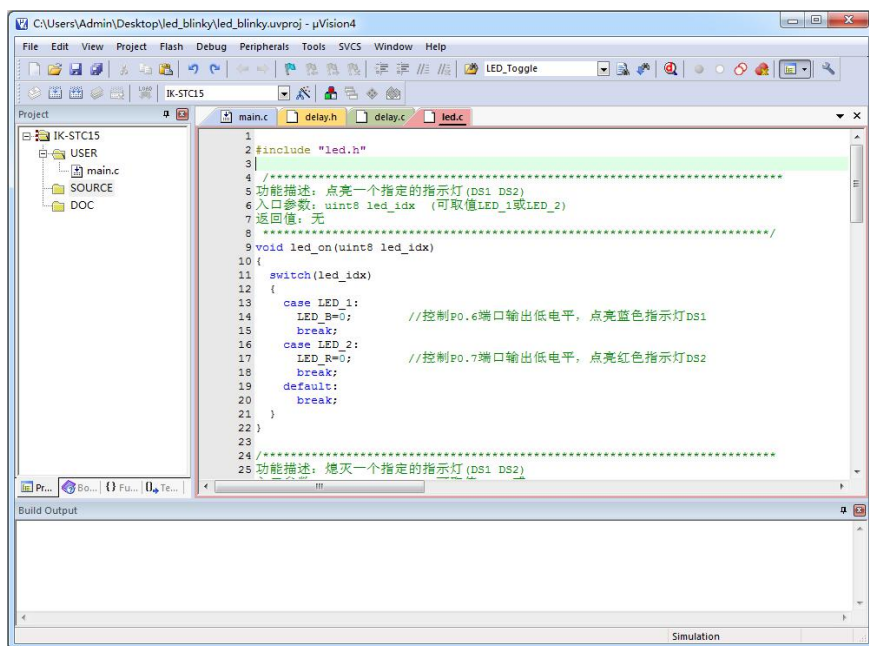 C:\Users\Admin\Desktop\led_blinky\led_blinky.uvproj - µVision4
File Edit View Project Flash Debug Peripherals Tools SVCS Window Help
LED_Toggle
IK-STC15
Project
main.c delay.h delay.c led.c
IK-STC15
USER
main.c
SOURCE
DOC
1
2 #include "led.h"
3
4 /***************************************************************************
5 功能描述：点亮一个指定的指示灯(DS1 DS2)
6 入口参数：uint8 led_idx （可取值LED_1或LED_2)
7 返回值：无
8 ***************************************************************************/
9 void led_on(uint8 led_idx)
10 {
11 switch(led_idx)
12 {
13 case LED_1:
14 LED_B=0; //控制P0.6端口输出低电平，点亮蓝色指示灯DS1
15 break;
16 case LED_2:
17 LED_R=0; //控制P0.7端口输出低电平，点亮红色指示灯DS2
18 break;
19 default:
20 break;
21 }
22 }
23
24 /***************************************************************************
25 功能描述：熄灭一个指定的指示灯(DS1 DS2)
Pr... Bo... {} Fu... 0 Te...
Build Output
Simulation